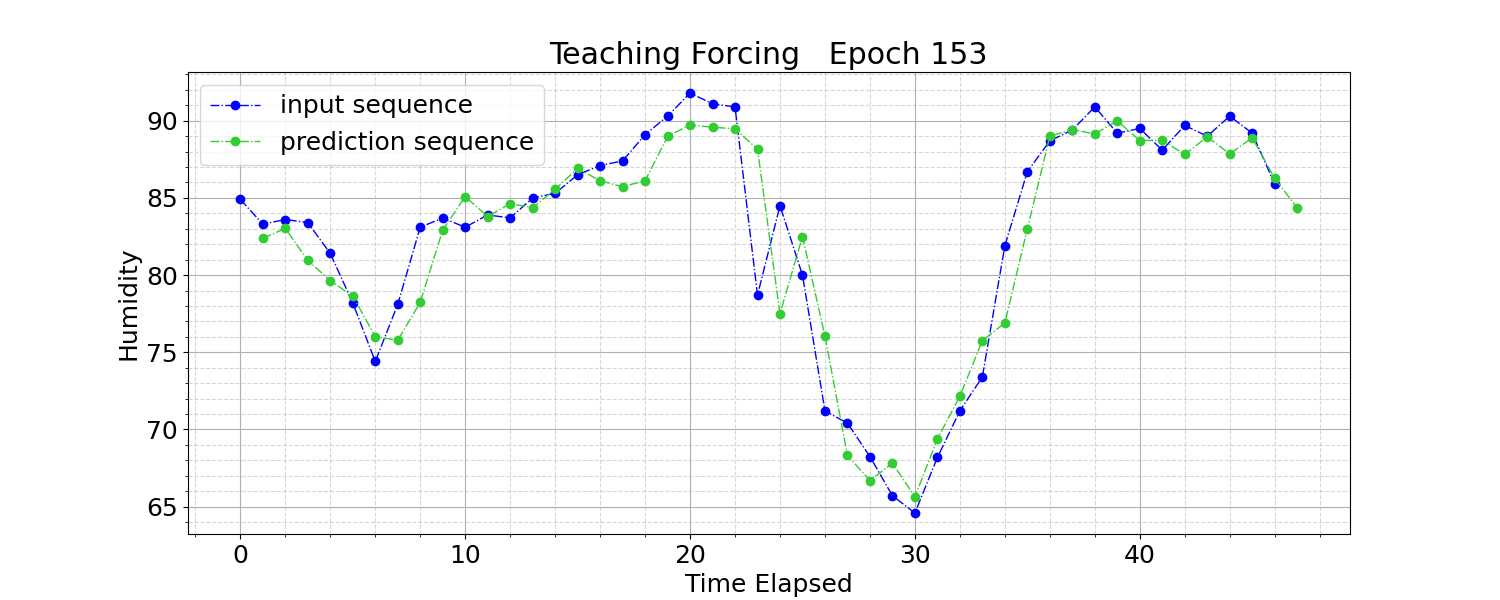 Teaching Forcing   Epoch 153
input sequence
prediction sequence
Humidity
90
85
80
75
70
65
0 10 20 30 40
Time Elapsed